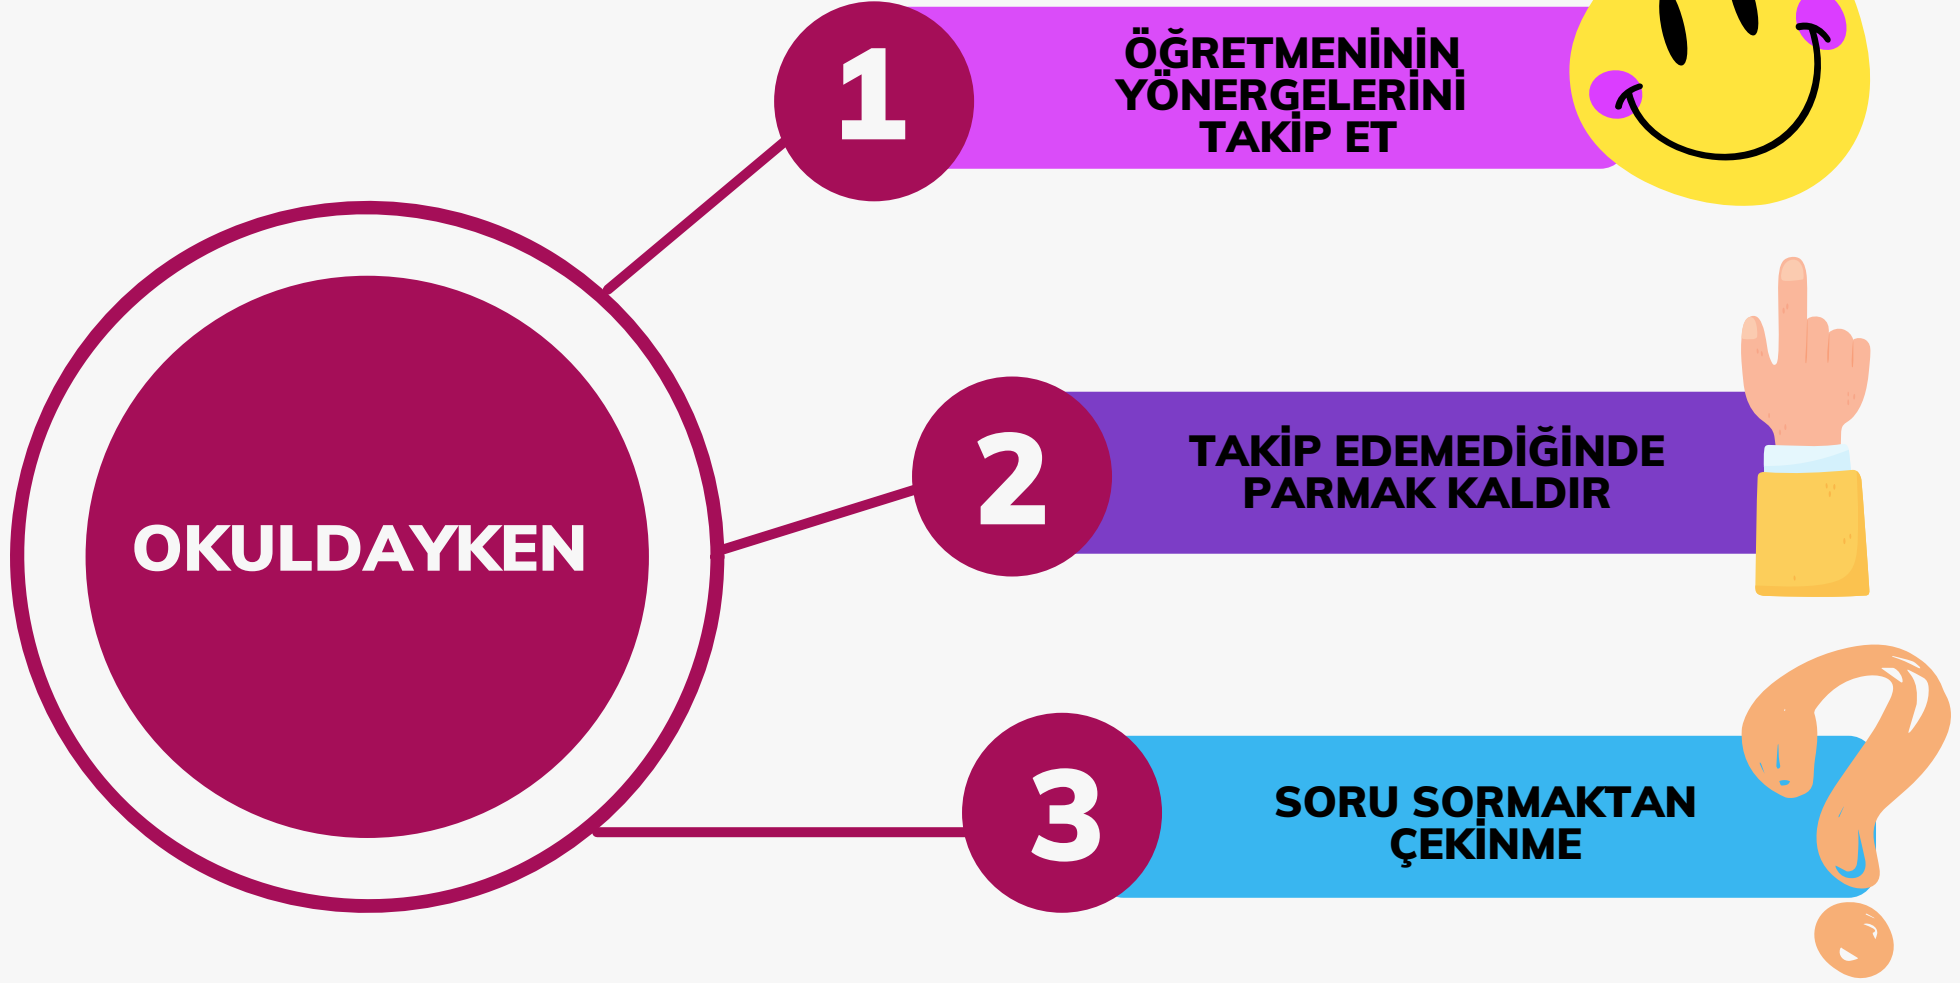 1
ÖĞRETMENİNİN
YÖNERGELERİNİ
TAKİP ET
OKULDAYKEN
2
TAKİP EDEMEDİĞİNDE
PARMAK KALDIR
3
SORU SORMAKTAN
ÇEKİNME